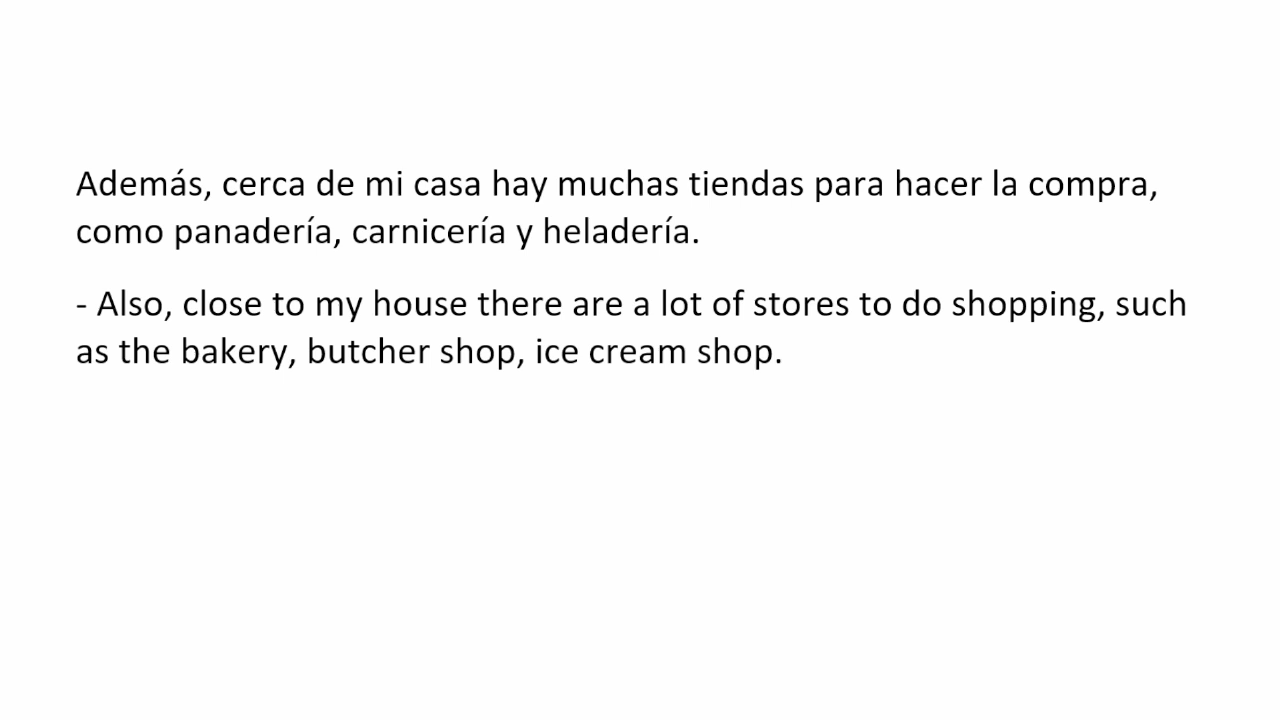 Además, cerca de mi casa hay muchas tiendas para hacer la compra,
como panadería, carnicería y heladería.
- Also, close to my house there are a lot of stores to do shopping, such
as the bakery, butcher shop, ice cream shop.